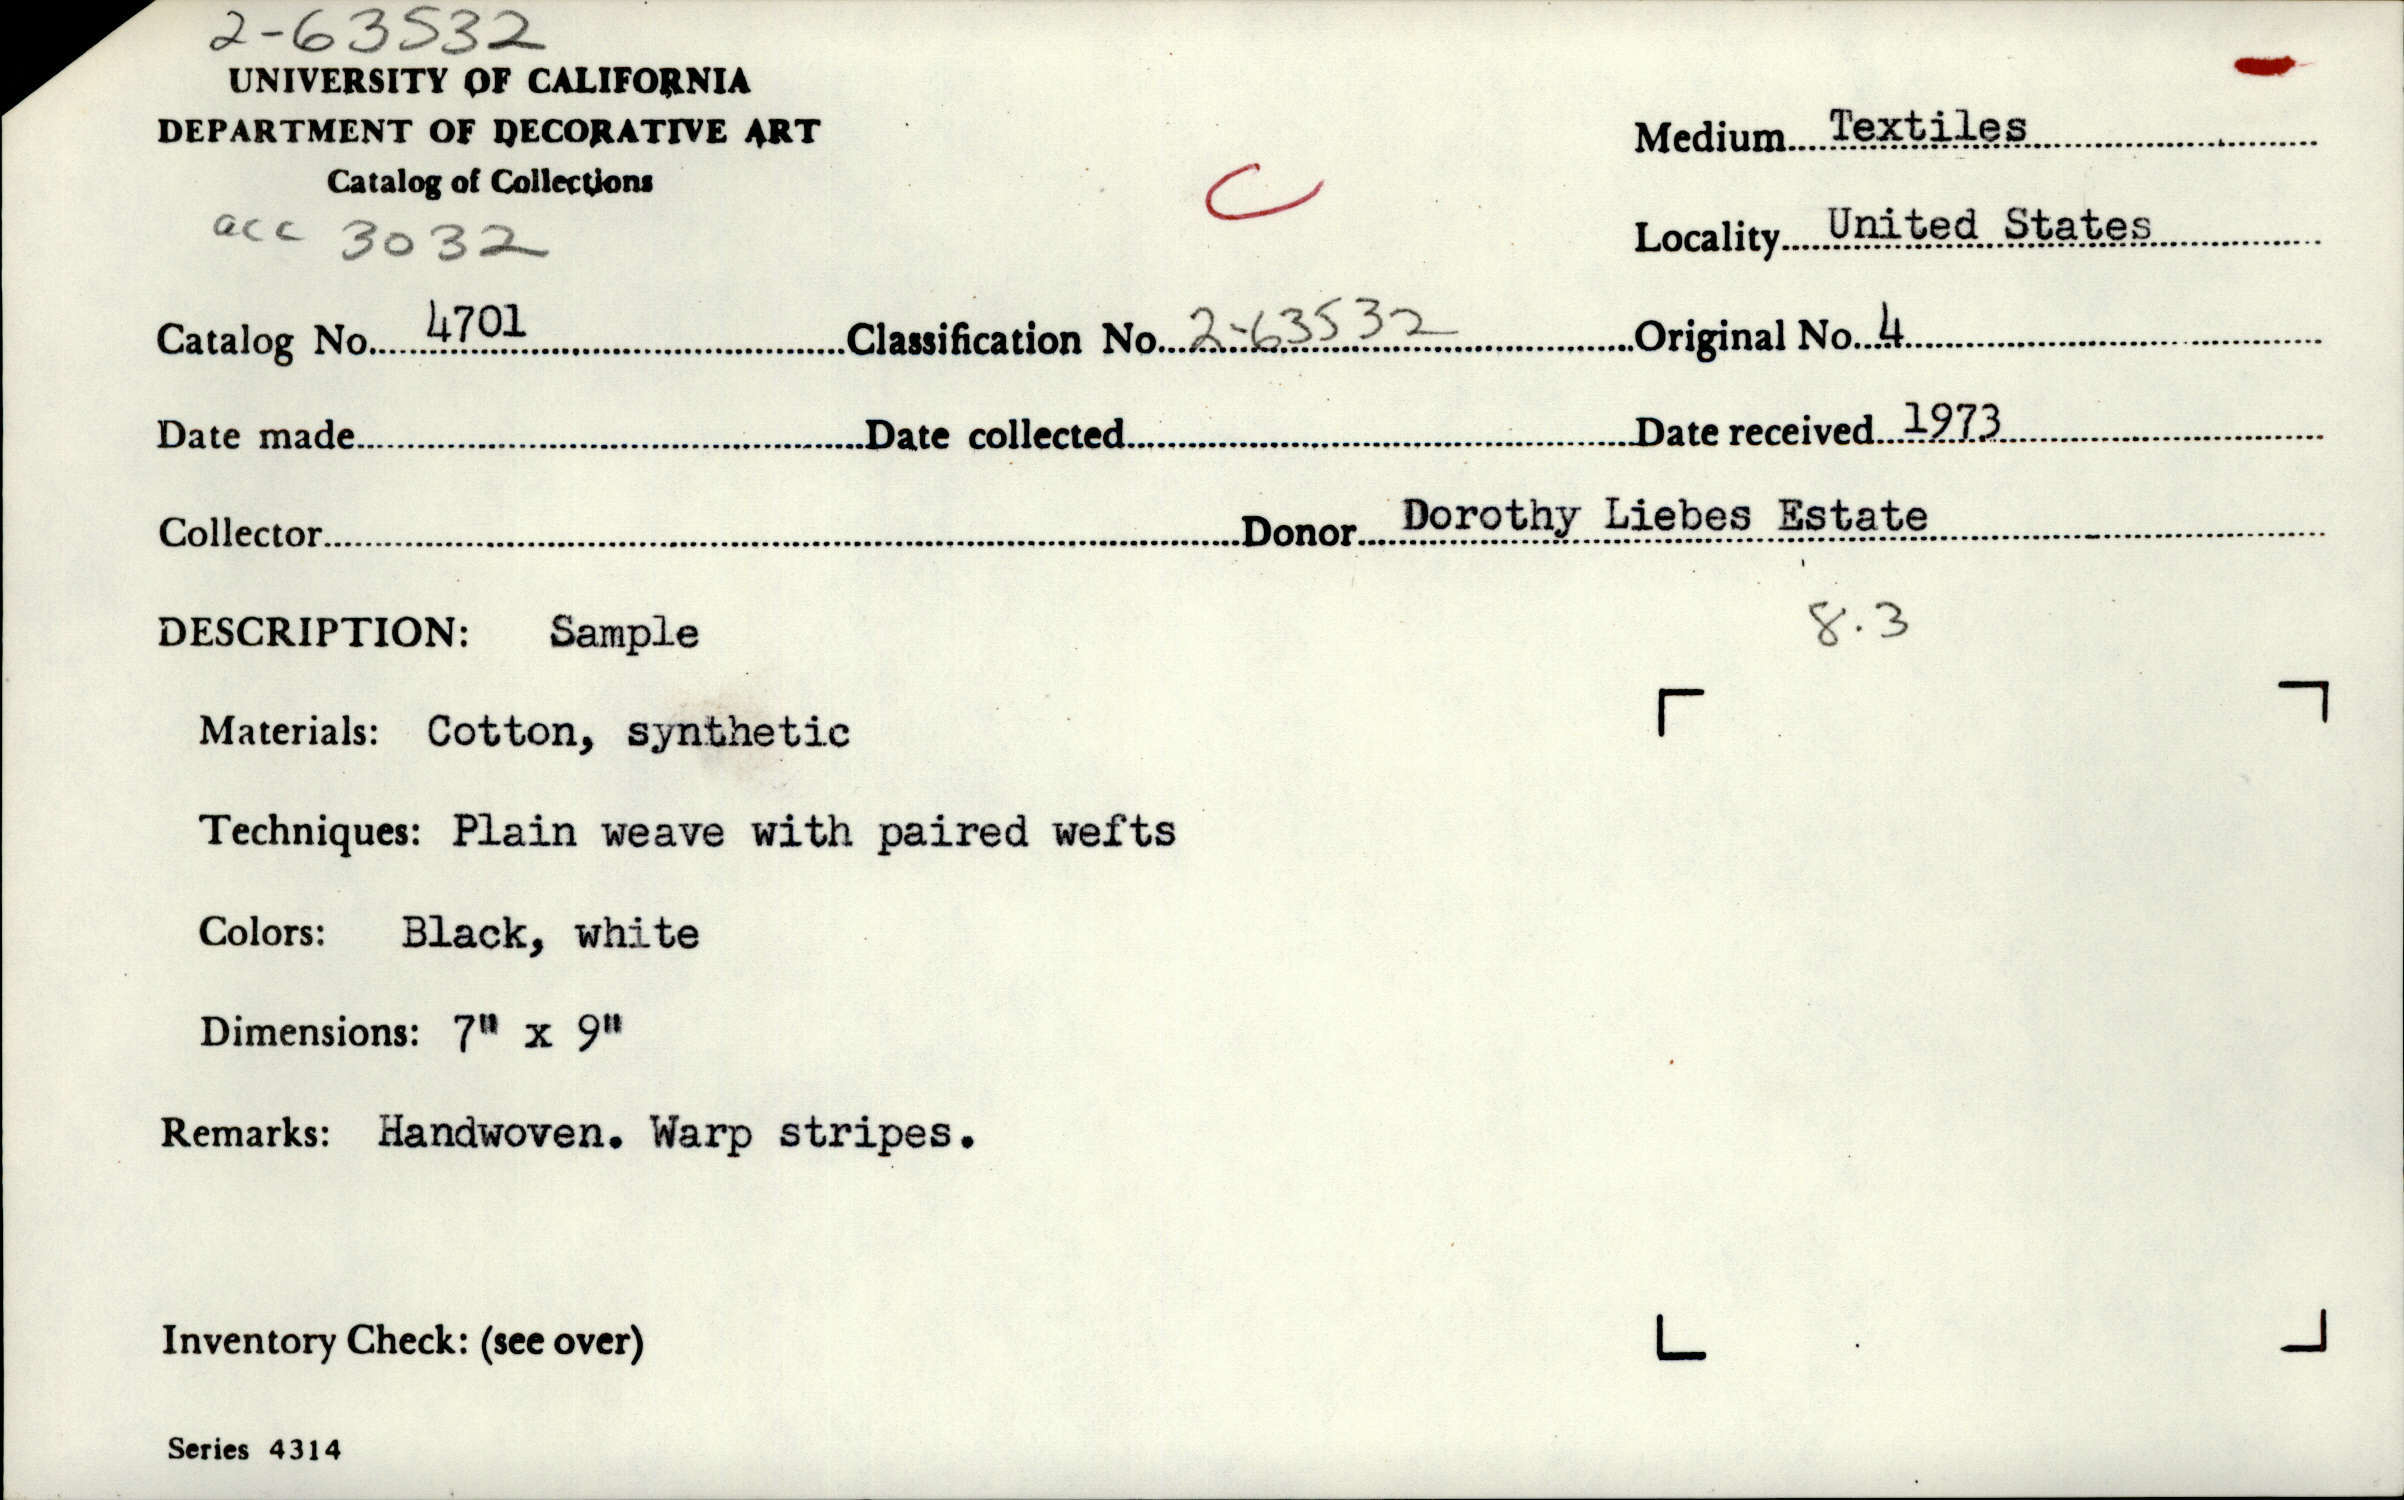 2-63532
UNIVERSITY OF CALIFORNIA
DEPARTMENT OF DECORATIVE ART
Catalog of Collections
acc 3032
C
Medium Textiles
Locality United States
Catalog No. 4701 Classification No. 2-63532 Original No. 4
Date made Date collected Date received 1973
Collector Donor Dorothy Liebes Estate
8.3
DESCRIPTION: Sample
Materials: Cotton, synthetic
Techniques: Plain weave with paired wefts
Colors: Black, white
Dimensions: 7" x 9"
Remarks: Handwoven. Warp stripes.
Inventory Check: (see over)
Series 4314